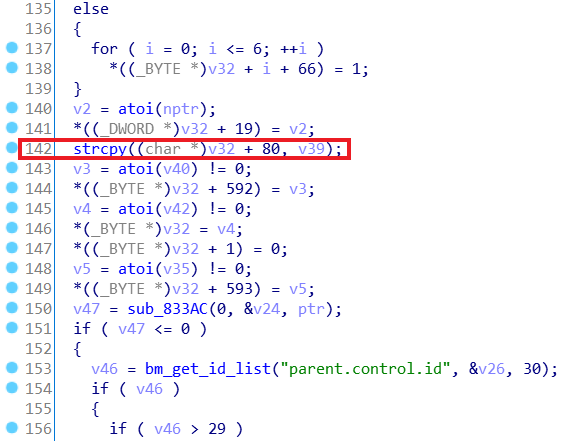 135 else
136 {
137 for ( i = 0; i <= 6; ++i )
138 *((_BYTE *)v32 + i + 66) = 1;
139 }
140 v2 = atoi(nptr);
141 *((_DWORD *)v32 + 19) = v2;
142 strcpy((char *)v32 + 80, v39);
143 v3 = atoi(v40) != 0;
144 *((_BYTE *)v32 + 592) = v3;
145 v4 = atoi(v42) != 0;
146 *(_BYTE *)v32 = v4;
147 *((_BYTE *)v32 + 1) = 0;
148 v5 = atoi(v35) != 0;
149 *((_BYTE *)v32 + 593) = v5;
150 v47 = sub_833AC(0, &v24, ptr);
151 if ( v47 <= 0 )
152 {
153 v46 = bm_get_id_list("parent.control.id", &v26, 30);
154 if ( v46 )
155 {
156 if ( v46 > 29 )